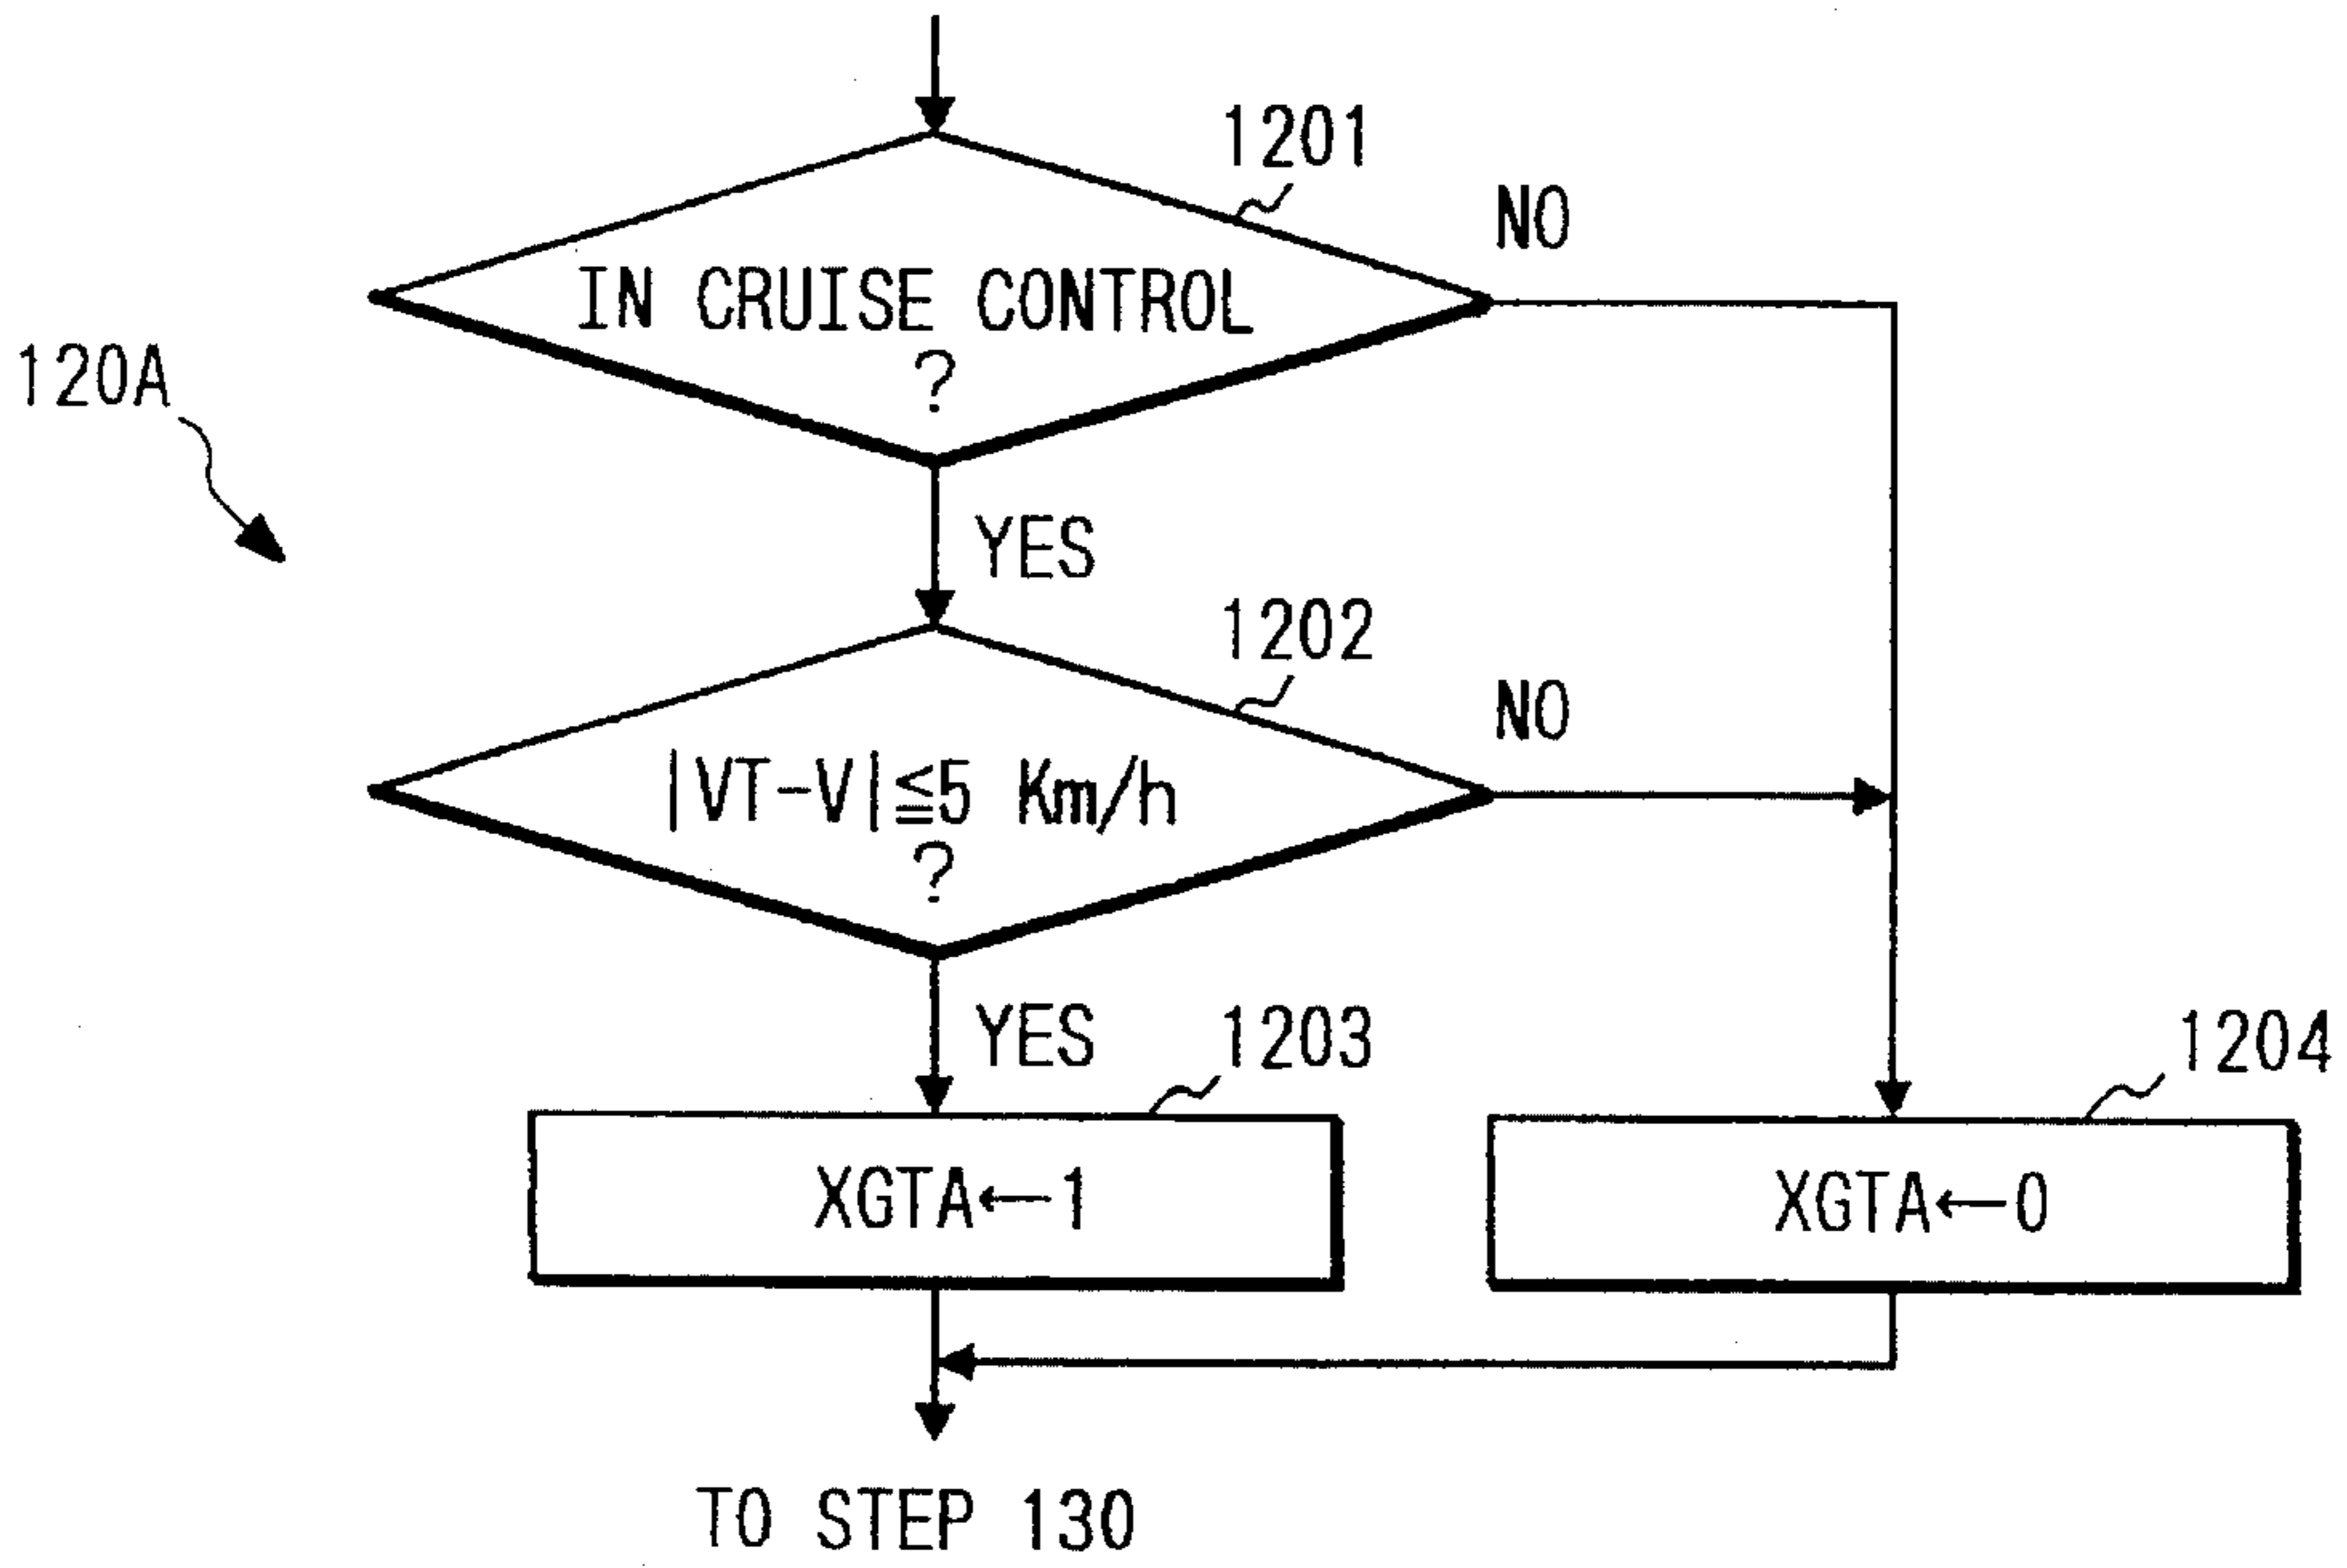 1201
NO
IN CRUISE CONTROL
?
120A
YES
1202
NO
|VT-V|≦5 Km/h
?
YES
1203
1204
XGTA←1
XGTA←0
TO STEP 130